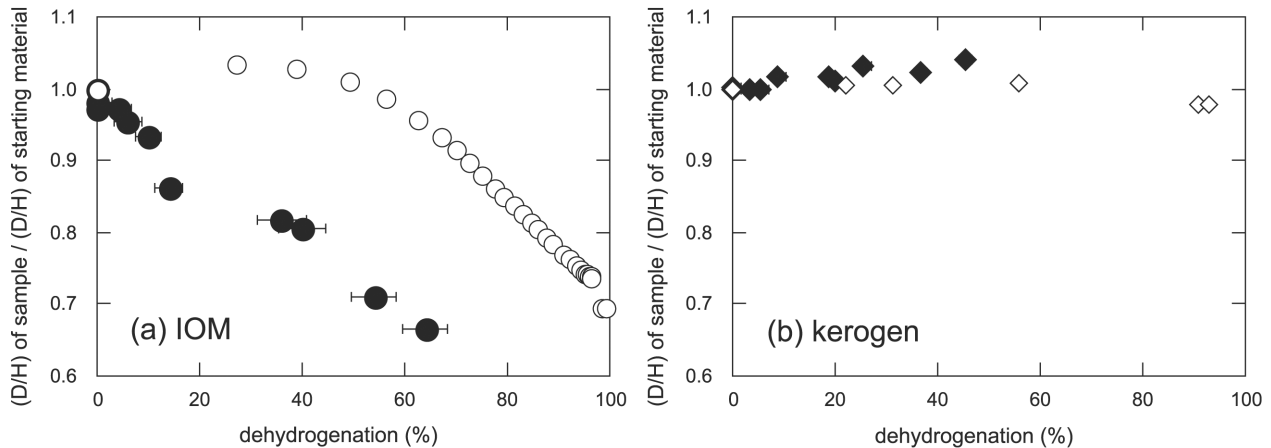 (D/H) of sample / (D/H) of starting material
1.1
1.0
0.9
0.8
0.7
0.6
(a) IOM
0 20 40 60 80 100
dehydrogenation (%)
(D/H) of sample / (D/H) of starting material
1.1
1.0
0.9
0.8
0.7
0.6
(b) kerogen
0 20 40 60 80 100
dehydrogenation (%)